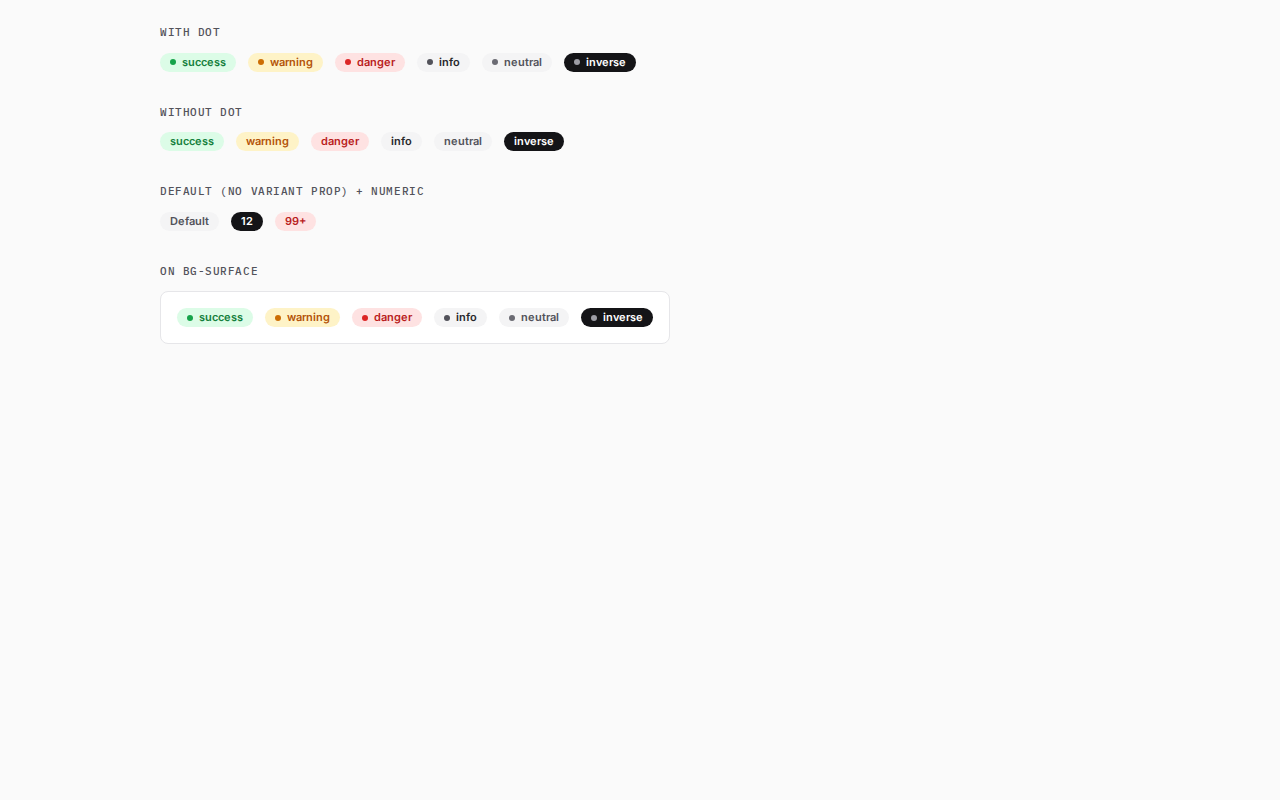 WITH DOT
success warning danger info neutral inverse
WITHOUT DOT
success warning danger info neutral inverse
DEFAULT (NO VARIANT PROP) + NUMERIC
Default 12 99+
ON BG-SURFACE
success warning danger info neutral inverse